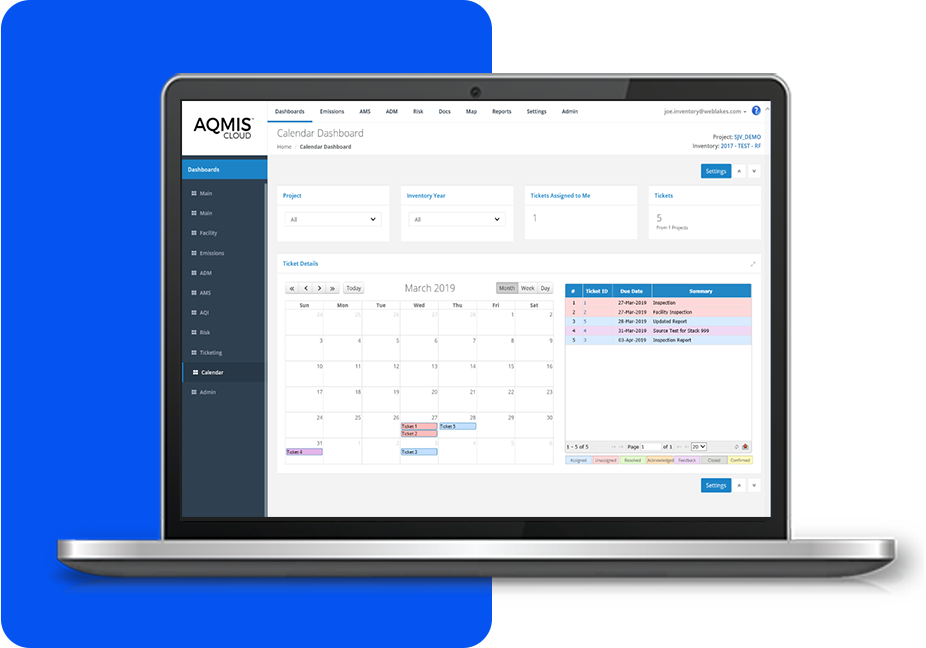 AQMIS™
CLOUD
Dashboards Emissions AMS ADM Risk Docs Map Reports Settings Admin
joe.inventory@weblakes.com ?
Calendar Dashboard
Home / Calendar Dashboard
Project: SJV_DEMO
Inventory: 2017 - TEST - RF
Dashboards
Main
Main
Facility
Emissions
ADM
AMS
AQI
Risk
Ticketing
Calendar
Admin
Settings
Project
All
Inventory Year
All
Tickets Assigned to Me
1
Tickets
5
From 1 Projects
Ticket Details
« ‹ › » Today
March 2019
Month Week Day
Sun Mon Tue Wed Thu Fri Sat
24 25 26 27 28 1 2
3 4 5 6 7 8 9
10 11 12 13 14 15 16
17 18 19 20 21 22 23
24 25 26 27 28 29 30
Ticket 1 Ticket 5
Ticket 2
31 1 2 3 4 5 6
Ticket 4 Ticket 3
# Ticket ID Due Date Summary
1 1 27-Mar-2019 Inspection
2 2 27-Mar-2019 Facility Inspection
3 5 28-Mar-2019 Updated Report
4 4 31-Mar-2019 Source Test for Stack 999
5 3 03-Apr-2019 Inspection Report
1 - 5 of 5 Page 1 of 1 20
Assigned Unassigned Resolved Acknowledged Feedback Closed Confirmed
Settings